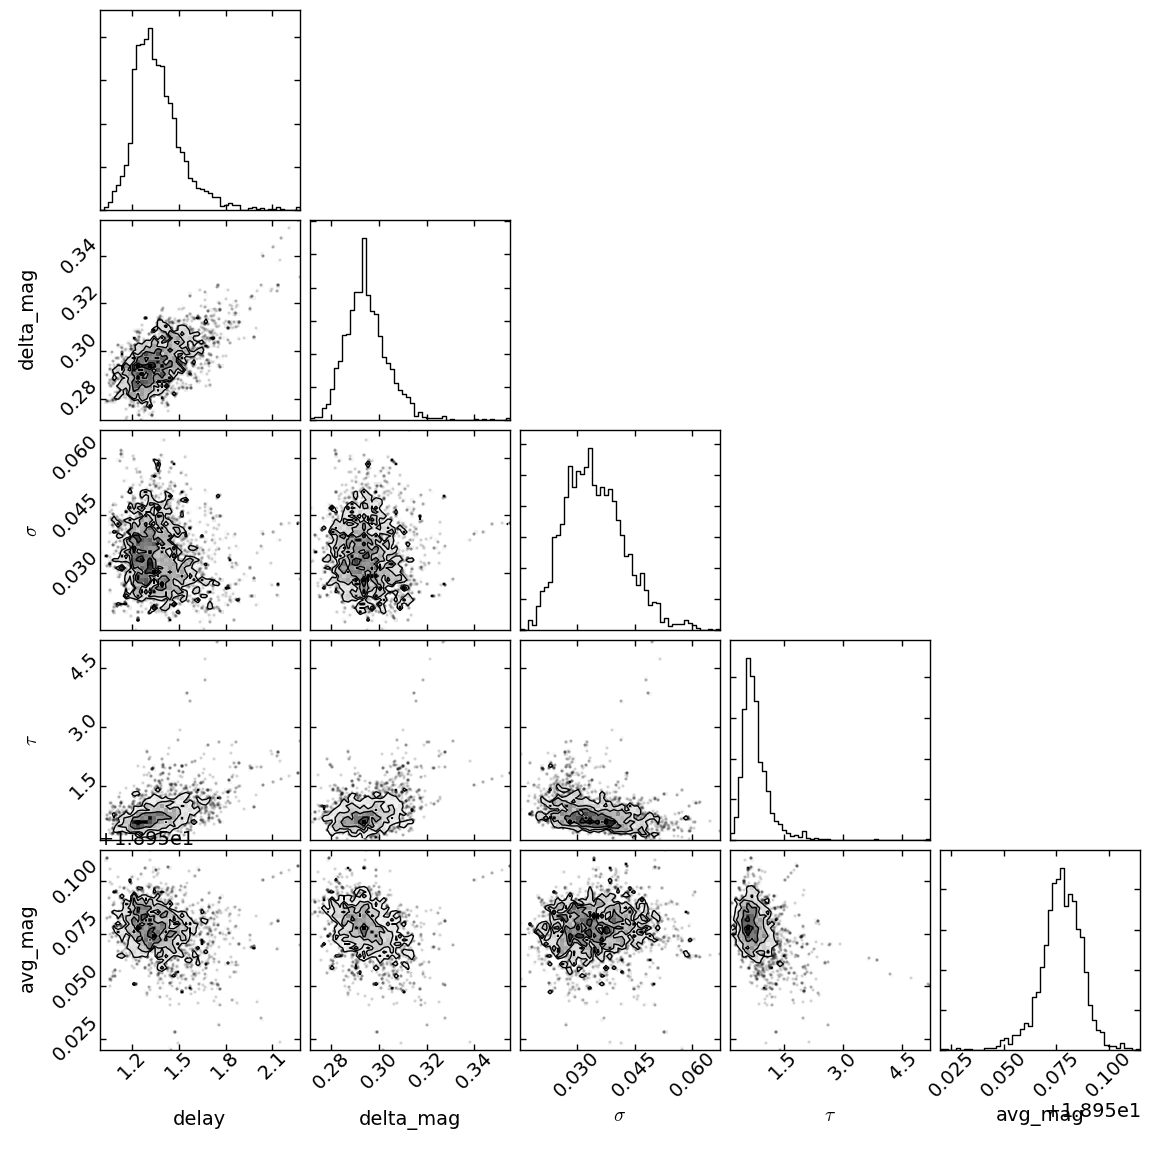 0.34
0.32
0.30
0.28
delta_mag
0.060
0.045
0.030
σ
4.5
3.0
1.5
τ
+1.895e1
0.100
0.075
0.050
0.025
avg_mag
1.2 1.5 1.8 2.1
0.28 0.30 0.32 0.34
0.030 0.045 0.060
1.5 3.0 4.5
0.025 0.050 0.075 0.100
+1.895e1
delay delta_mag σ τ avg_mag